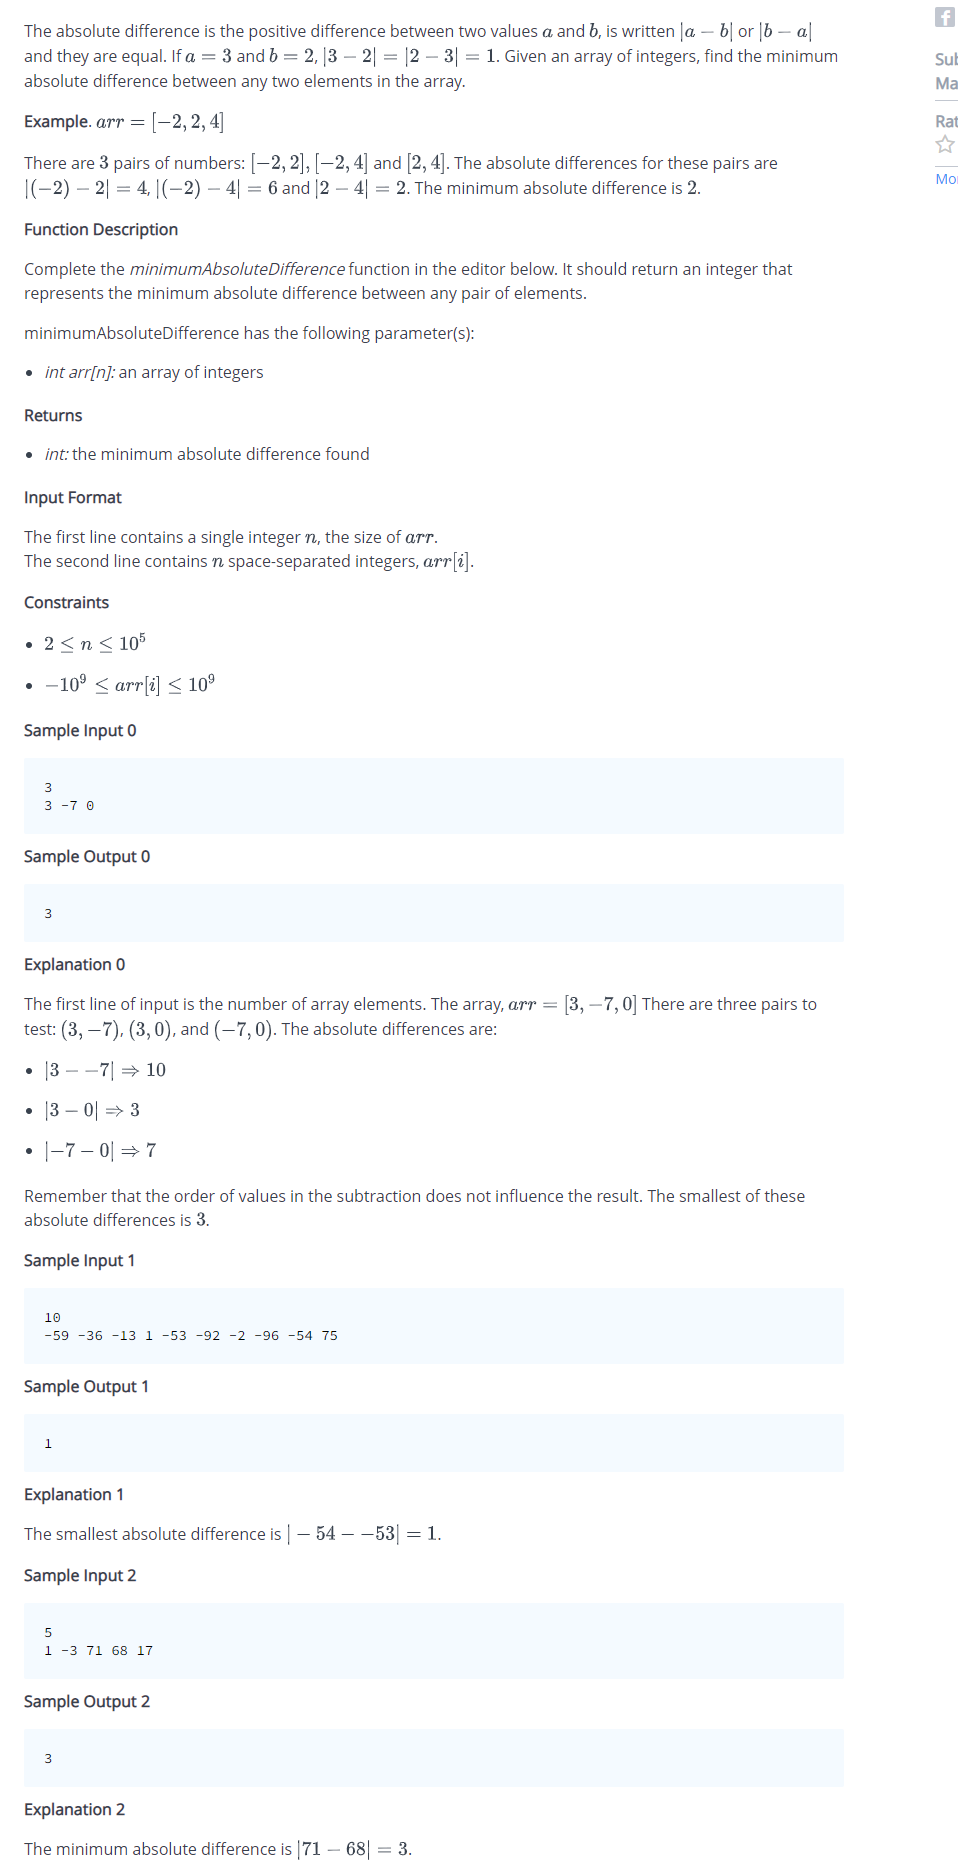 The absolute difference is the positive difference between two values a and b, is written |a − b| or |b − a|
and they are equal. If a = 3 and b = 2, |3 − 2| = |2 − 3| = 1. Given an array of integers, find the minimum
absolute difference between any two elements in the array.
Example. arr = [−2, 2, 4]
There are 3 pairs of numbers: [−2, 2], [−2, 4] and [2, 4]. The absolute differences for these pairs are
|(−2) − 2| = 4, |(−2) − 4| = 6 and |2 − 4| = 2. The minimum absolute difference is 2.
Function Description
Complete the minimumAbsoluteDifference function in the editor below. It should return an integer that
represents the minimum absolute difference between any pair of elements.
minimumAbsoluteDifference has the following parameter(s):
• int arr[n]: an array of integers
Returns
• int: the minimum absolute difference found
Input Format
The first line contains a single integer n, the size of arr.
The second line contains n space-separated integers, arr[i].
Constraints
• 2 ≤ n ≤ 10⁵
• −10⁹ ≤ arr[i] ≤ 10⁹
Sample Input 0
3
3 -7 0
Sample Output 0
3
Explanation 0
The first line of input is the number of array elements. The array, arr = [3, −7, 0] There are three pairs to
test: (3, −7), (3, 0), and (−7, 0). The absolute differences are:
• |3 − −7| ⇒ 10
• |3 − 0| ⇒ 3
• |−7 − 0| ⇒ 7
Remember that the order of values in the subtraction does not influence the result. The smallest of these
absolute differences is 3.
Sample Input 1
10
-59 -36 -13 1 -53 -92 -2 -96 -54 75
Sample Output 1
1
Explanation 1
The smallest absolute difference is | − 54 − −53| = 1.
Sample Input 2
5
1 -3 71 68 17
Sample Output 2
3
Explanation 2
The minimum absolute difference is |71 − 68| = 3.
f
Sub
Ma
Rat
Mo